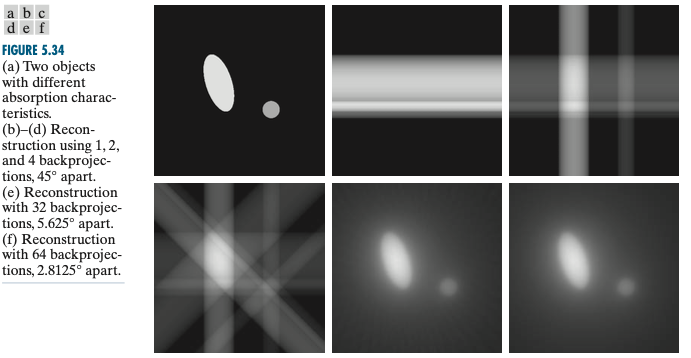 a b c
d e f
FIGURE 5.34
(a) Two objects
with different
absorption charac-
teristics.
(b)–(d) Recon-
struction using 1, 2,
and 4 backprojec-
tions, 45° apart.
(e) Reconstruction
with 32 backprojec-
tions, 5.625° apart.
(f) Reconstruction
with 64 backprojec-
tions, 2.8125° apart.